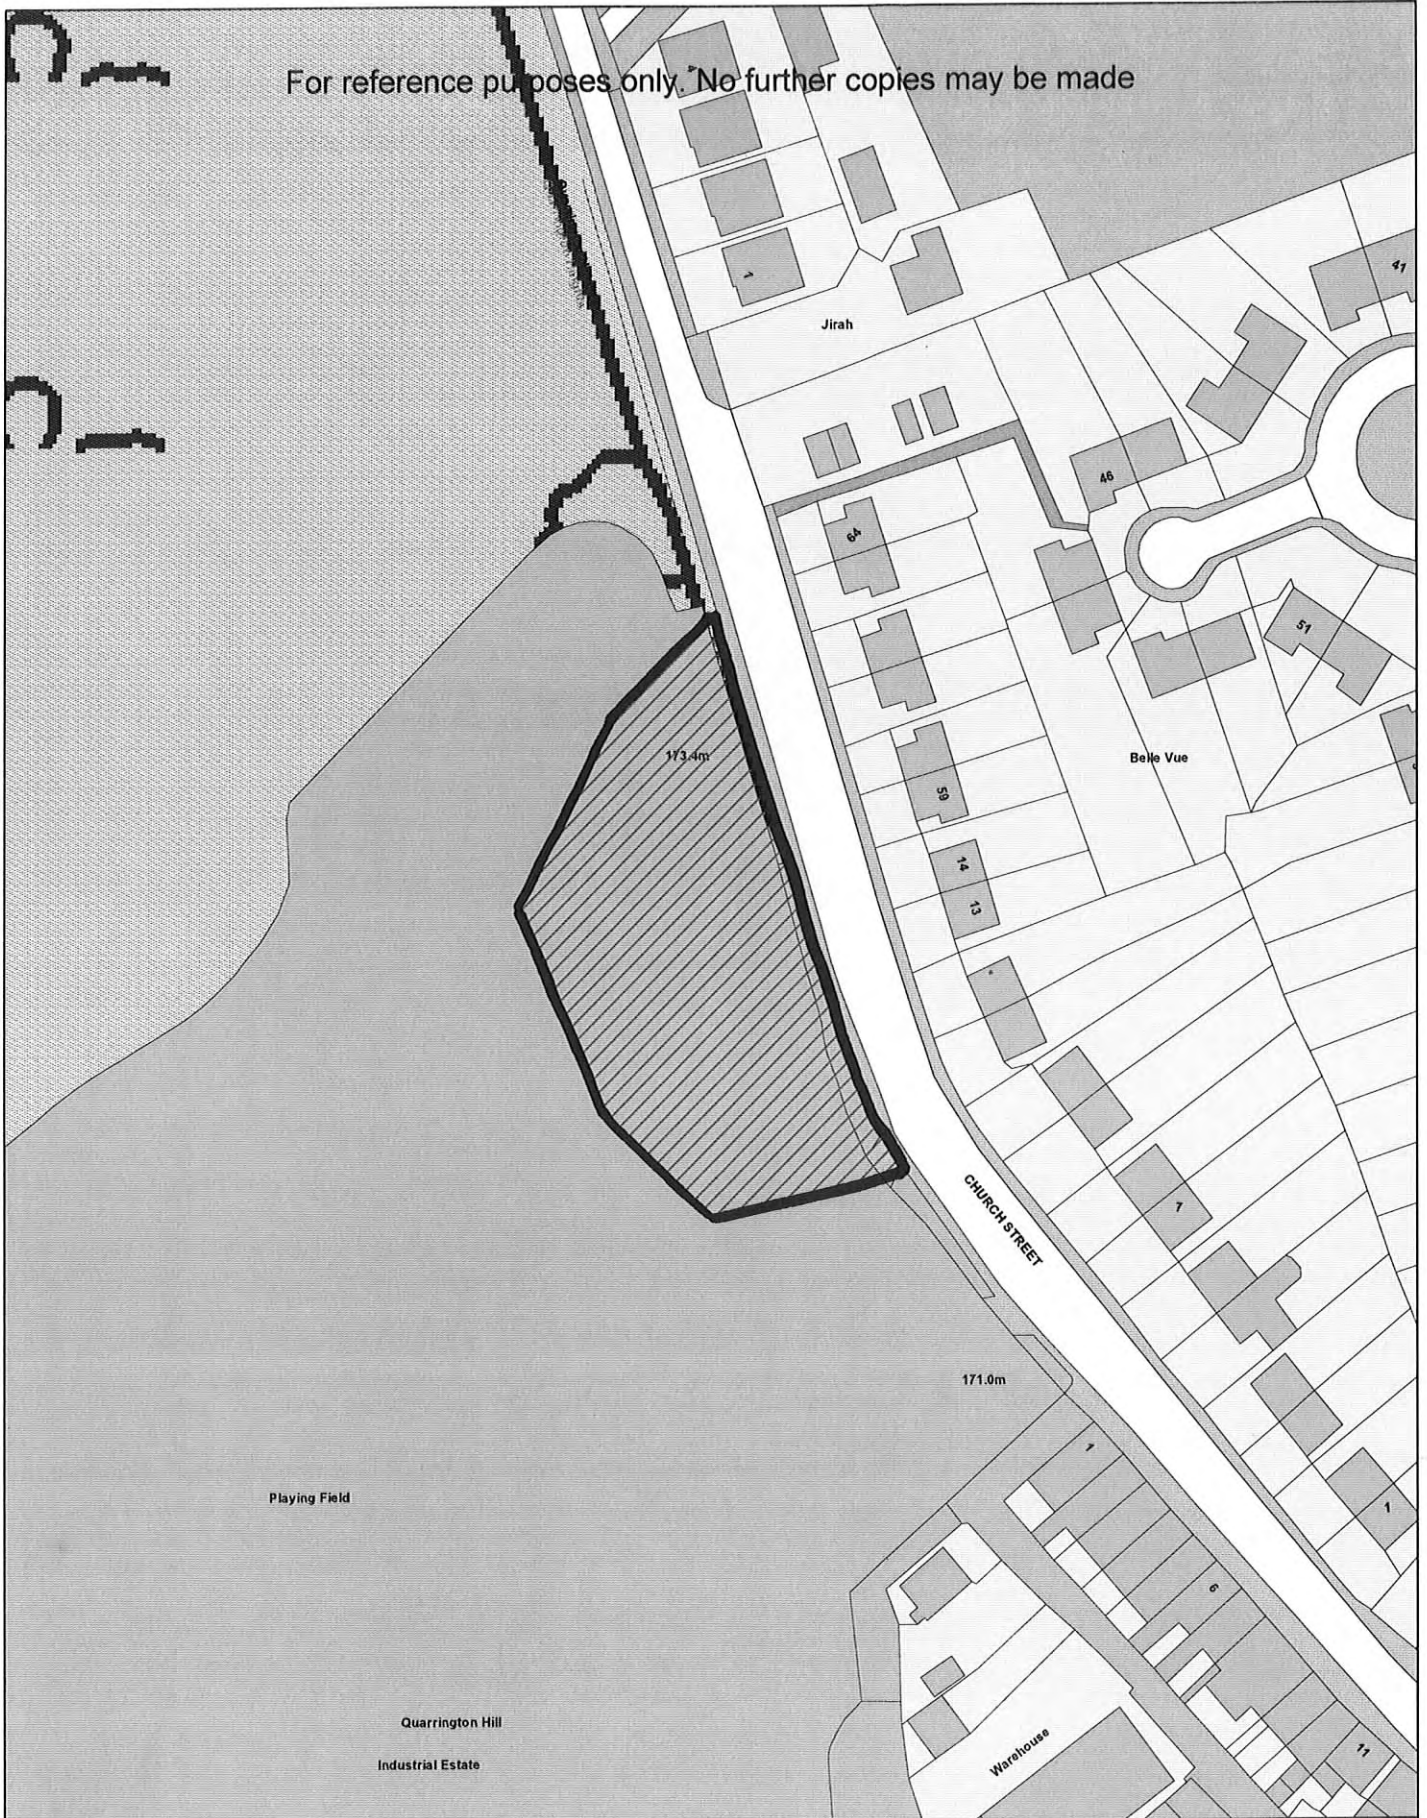 For reference purposes only. No further copies may be made
4
1
Jirah
41
46
64
51
173.4m
Belle Vue
59
14
13
7
CHURCH STREET
171.0m
1
Playing Field
1
6
Quarrington Hill
Industrial Estate
Warehouse
11